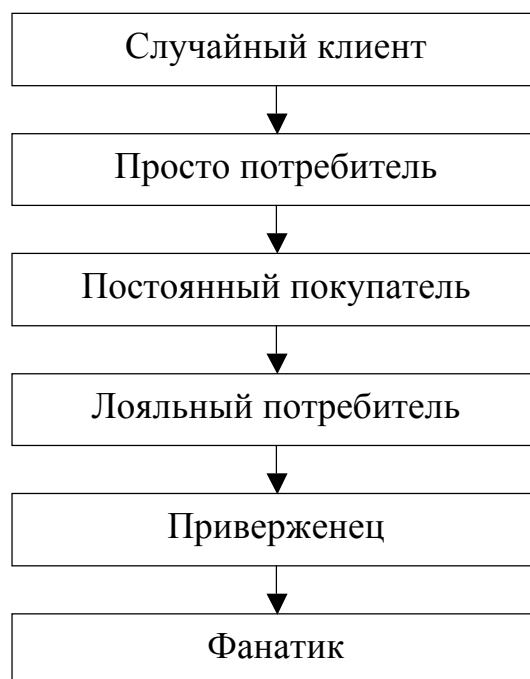 Случайный клиент
Просто потребитель
Постоянный покупатель
Лояльный потребитель
Приверженец
Фанатик